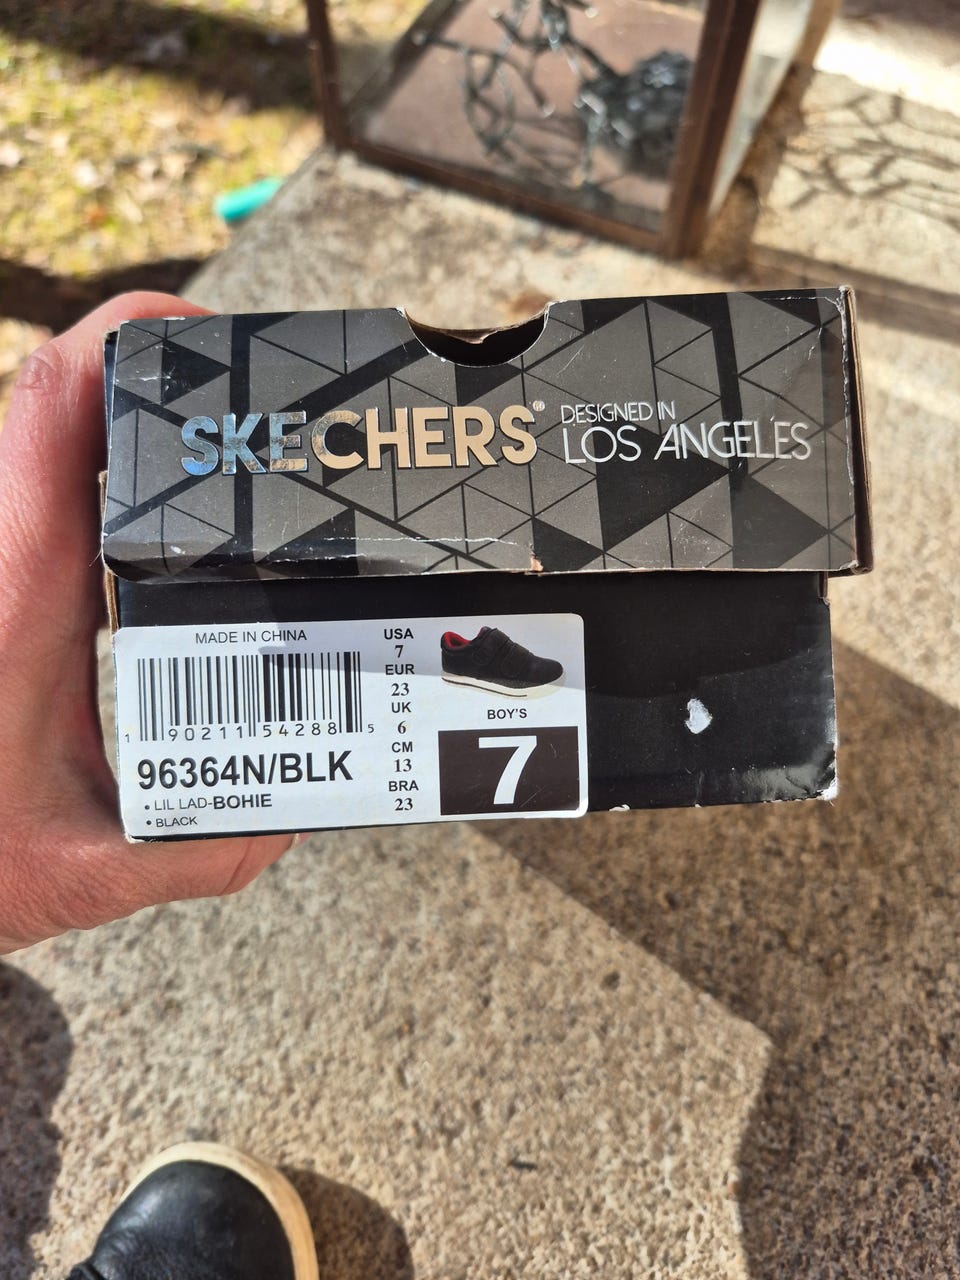 SKECHERS®
DESIGNED IN
LOS ANGELES
MADE IN CHINA
1 90211 54288 5
96364N/BLK
• LIL LAD-BOHIE
• BLACK
USA
7
EUR
23
UK
6
CM
13
BRA
23
BOY'S
7